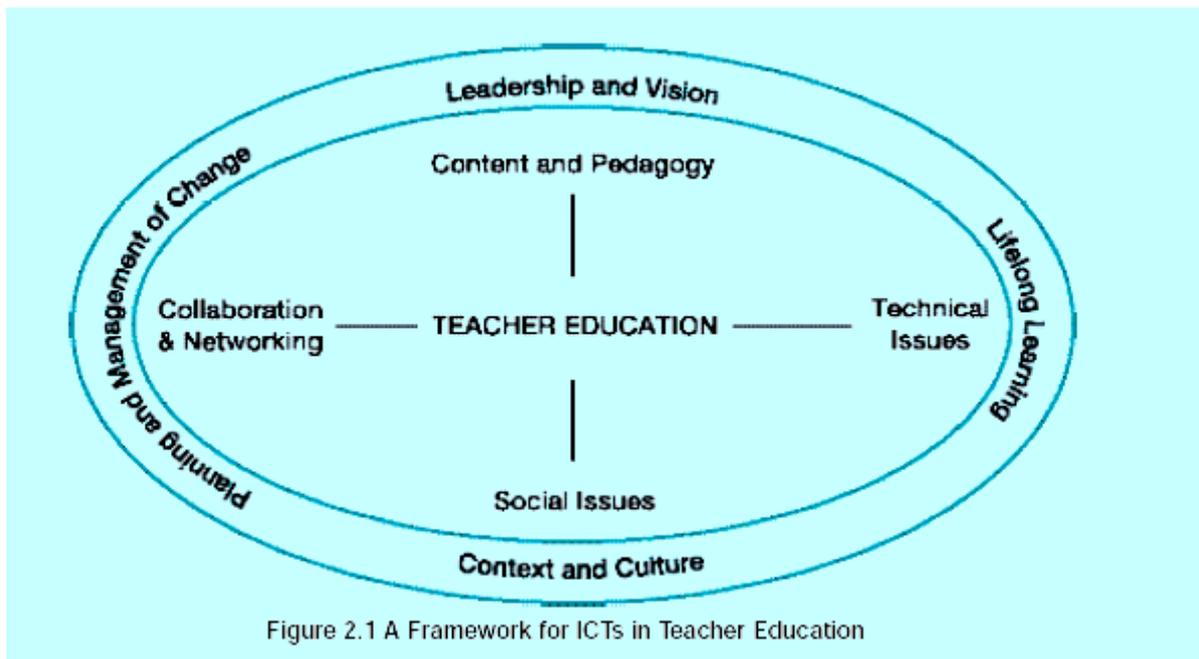 Leadership and Vision
Content and Pedagogy
Planning and Management of Change
Collaboration
& Networking
TEACHER EDUCATION
Technical
Issues
Lifelong Learning
Social Issues
Context and Culture
Figure 2.1 A Framework for ICTs in Teacher Education